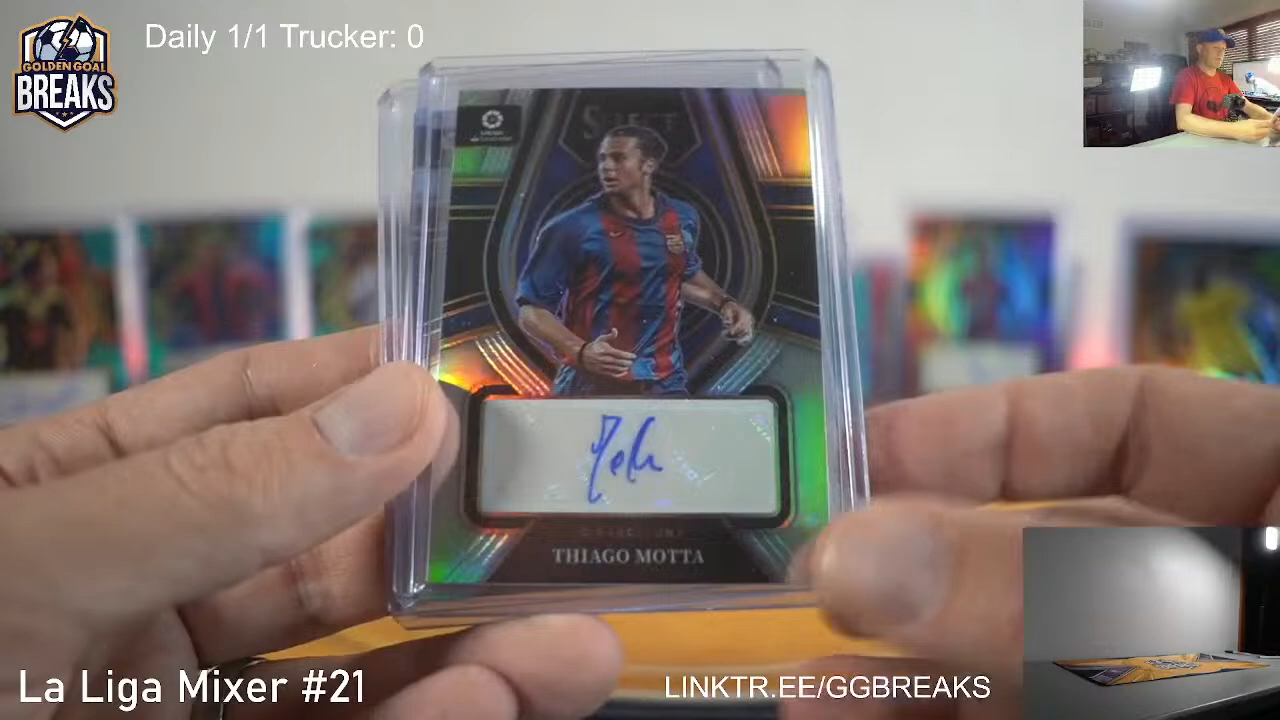 GOLDEN GOAL
BREAKS
Daily 1/1 Trucker: 0
SELECT
THIAGO MOTTA
La Liga Mixer #21
LINKTR.EE/GGBREAKS